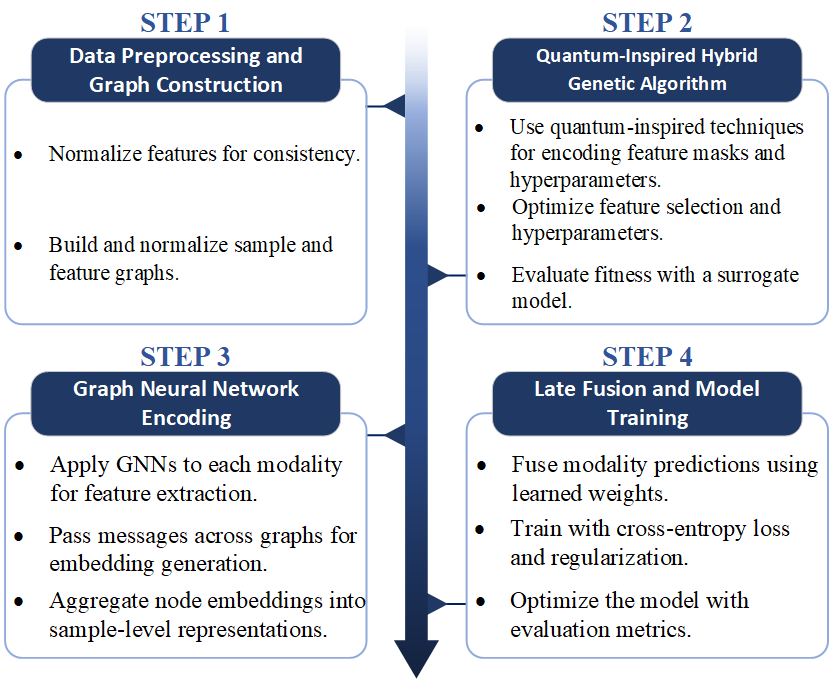 STEP 1
Data Preprocessing and
Graph Construction
• Normalize features for consistency.
• Build and normalize sample and
feature graphs.
STEP 2
Quantum-Inspired Hybrid
Genetic Algorithm
• Use quantum-inspired techniques
for encoding feature masks and
hyperparameters.
• Optimize feature selection and
hyperparameters.
• Evaluate fitness with a surrogate
model.
STEP 3
Graph Neural Network
Encoding
• Apply GNNs to each modality
for feature extraction.
• Pass messages across graphs for
embedding generation.
• Aggregate node embeddings into
sample-level representations.
STEP 4
Late Fusion and Model
Training
• Fuse modality predictions using
learned weights.
• Train with cross-entropy loss
and regularization.
• Optimize the model with
evaluation metrics.